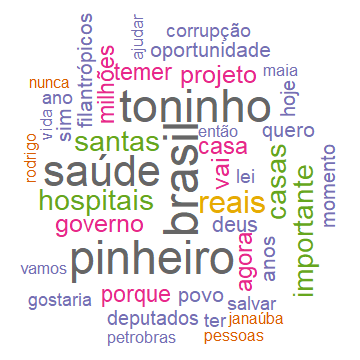 corrupção
ajudar
filantrópicos
oportunidade
milhões
temer
projeto
maia
nunca
ano
hoje
vida
sim
toninho
quero
santas
então
casa
rodrigo
saúde
brasil
vai
lei
casas
momento
hospitais
reais
importante
governo
deus
pinheiro
agora
anos
vamos
porque
povo
salvar
gostaria
deputados
ter
janaúba
petrobras
pessoas